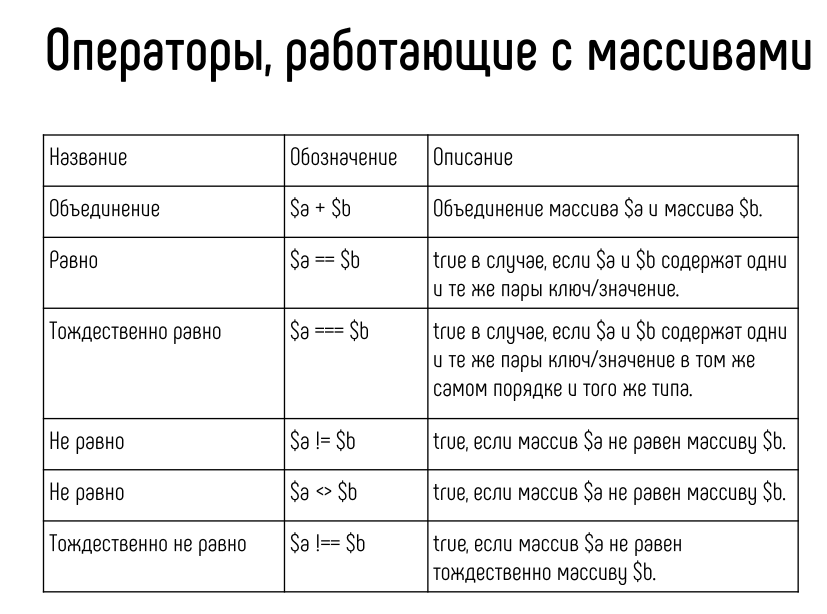 Операторы, работающие с массивами
Название Обозначение Описание
Объединение $a + $b Объединение массива $a и массива $b.
Равно $a == $b true в случае, если $a и $b содержат одни
и те же пары ключ/значение.
Тождественно равно $a === $b true в случае, если $a и $b содержат одни
и те же пары ключ/значение в том же
самом порядке и того же типа.
Не равно $a != $b true, если массив $a не равен массиву $b.
Не равно $a <> $b true, если массив $a не равен массиву $b.
Тождественно не равно $a !== $b true, если массив $a не равен
тождественно массиву $b.